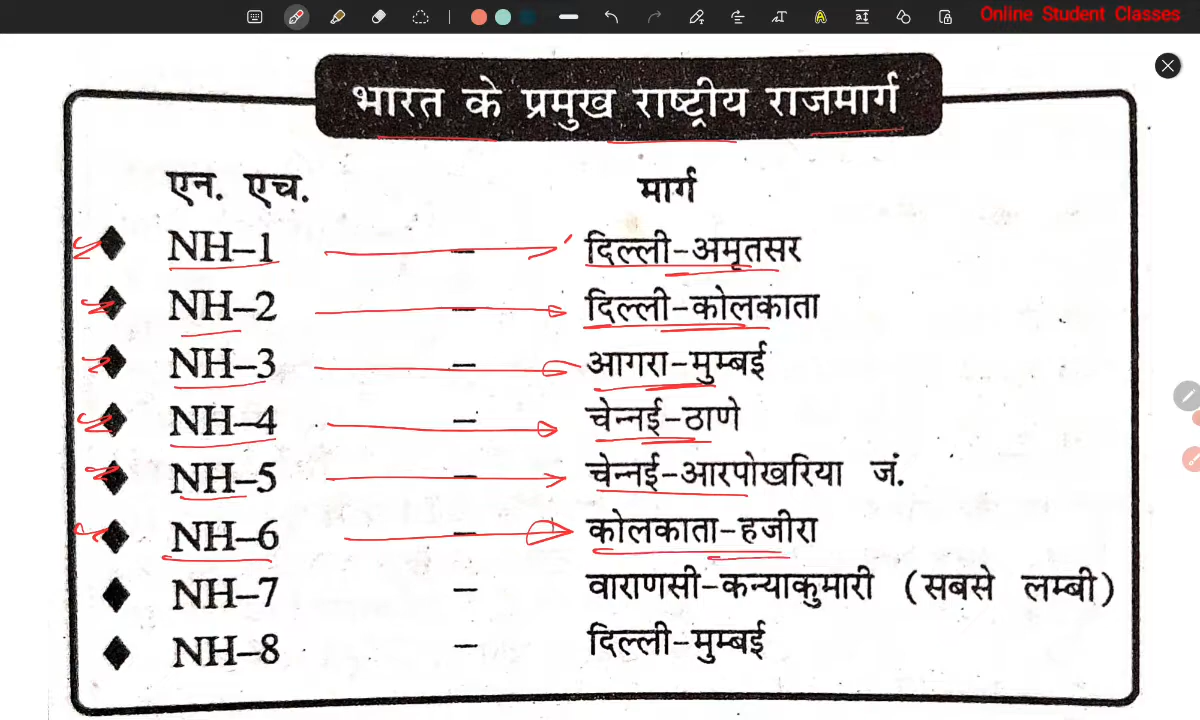 Online Student Classes
भारत के प्रमुख राष्ट्रीय राजमार्ग
एन. एच. मार्ग
NH–1 – दिल्ली-अमृतसर
NH–2 – दिल्ली-कोलकाता
NH–3 – आगरा-मुम्बई
NH–4 – चेन्नई-ठाणे
NH–5 – चेन्नई-आरपोखरिया जं.
NH–6 – कोलकाता-हजीरा
NH–7 – वाराणसी-कन्याकुमारी (सबसे लम्बी)
NH–8 – दिल्ली-मुम्बई